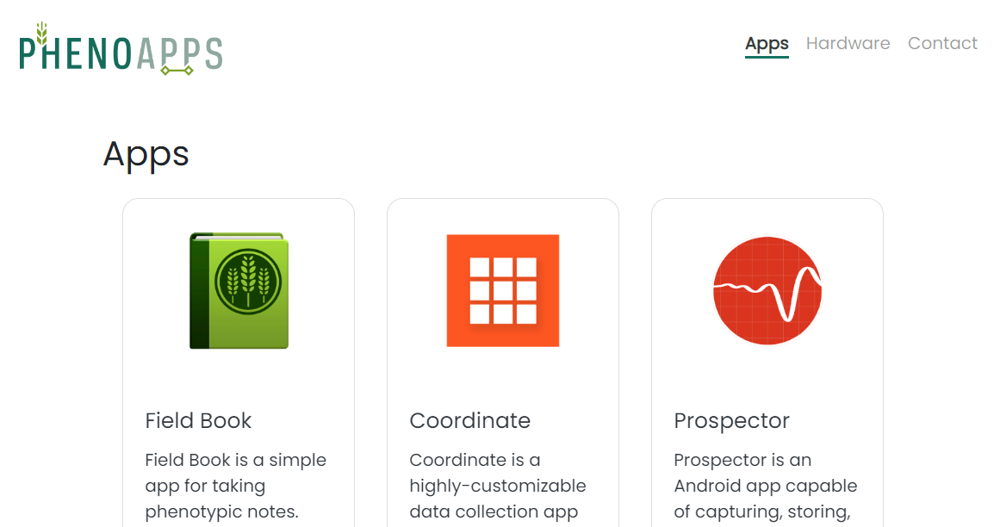 PHENOAPPS
Apps Hardware Contact
Apps
Field Book
Field Book is a simple
app for taking
phenotypic notes.
Coordinate
Coordinate is a
highly-customizable
data collection app
Prospector
Prospector is an
Android app capable
of capturing, storing,